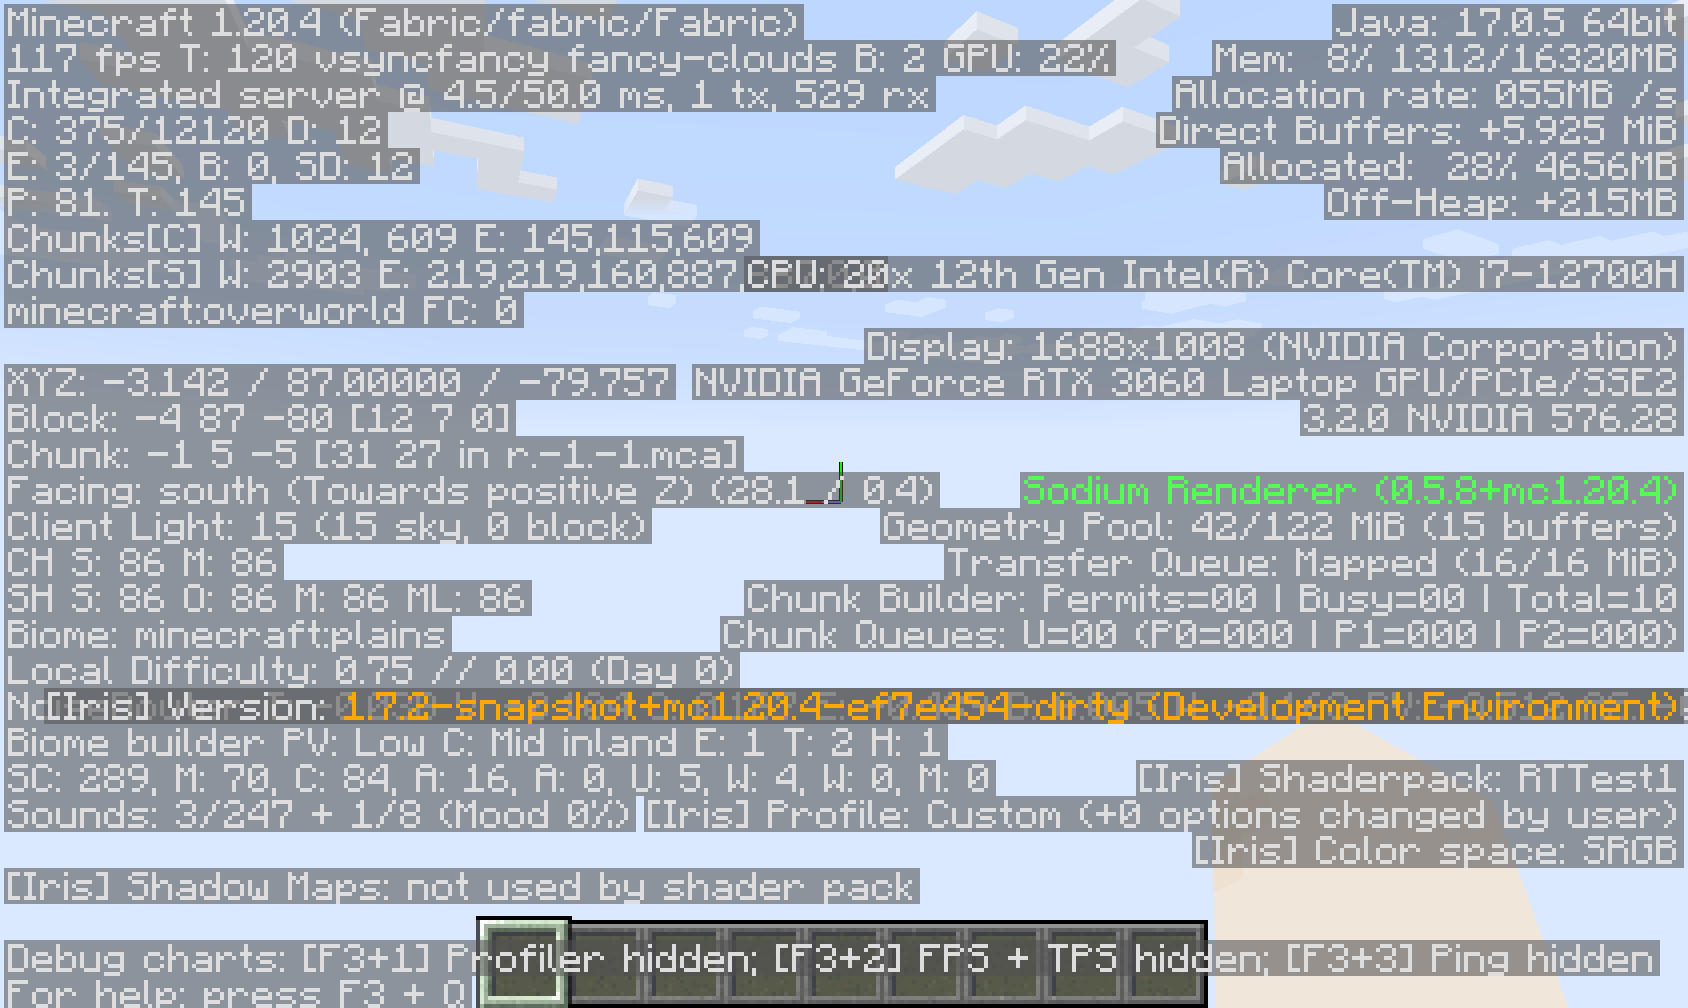 Minecraft 1.20.4 (Fabric/fabric/Fabric)
117 fps T: 120 vsyncfancy fancy-clouds B: 2 GPU: 22%
Integrated server @ 4.5/50.0 ms, 1 tx, 529 rx
C: 375/12120 D: 12
E: 3/145, B: 0, SD: 12
P: 81. T: 145
Chunks[C] W: 1024, 609 E: 145,115,609
Chunks[S] W: 2903 E: 219,219,160,887,
minecraft:overworld FC: 0
XYZ: -3.142 / 87.00000 / -79.757
Block: -4 87 -80 [12 7 0]
Chunk: -1 5 -5 [31 27 in r.-1.-1.mca]
Facing: south (Towards positive Z) (28.1 / 0.4)
Client Light: 15 (15 sky, 0 block)
CH S: 86 M: 86
SH S: 86 O: 86 M: 86 ML: 86
Biome: minecraft:plains
Local Difficulty: 0.75 // 0.00 (Day 0)
Biome builder PV: Low C: Mid inland E: 1 T: 2 H: 1
SC: 289, M: 70, C: 84, A: 16, A: 0, U: 5, W: 4, W: 0, M: 0
Sounds: 3/247 + 1/8 (Mood 0%)
[Iris] Shadow Maps: not used by shader pack
Debug charts: [F3+1] Profiler hidden; [F3+2] FPS + TPS hidden; [F3+3] Ping hidden
For help: press F3 + Q
Java: 17.0.5 64bit
Mem: 8% 1312/16320MB
Allocation rate: 055MB /s
Direct Buffers: +5.925 MiB
Allocated: 28% 4656MB
Off-Heap: +215MB
CPU: 20x 12th Gen Intel(R) Core(TM) i7-12700H
Display: 1688x1008 (NVIDIA Corporation)
NVIDIA GeForce RTX 3060 Laptop GPU/PCIe/SSE2
3.2.0 NVIDIA 576.28
Sodium Renderer (0.5.8+mc1.20.4)
Geometry Pool: 42/122 MiB (15 buffers)
Transfer Queue: Mapped (16/16 MiB)
Chunk Builder: Permits=00 | Busy=00 | Total=10
Chunk Queues: U=00 (P0=000 | P1=000 | P2=000)
[Iris] Version: 1.7.2-snapshot+mc1.20.4-ef7e454-dirty (Development Environment)
[Iris] Shaderpack: RTTest1
[Iris] Profile: Custom (+0 options changed by user)
[Iris] Color space: SRGB